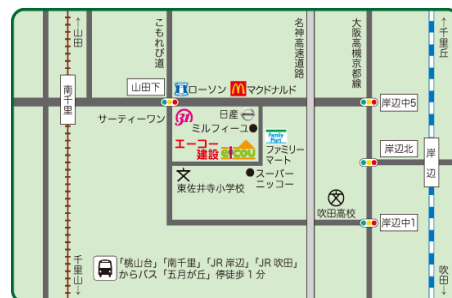 ←山田
こもれび道
名神高速道路
大阪高槻京都線
←千里丘
南千里
山田下
ローソン
マクドナルド
岸辺中5
サーティーワン
31
日産
ミルフィーユ
エーコー
建設
eicou
Family
Mart
ファミリー
マート
岸辺北
岸辺
文
東佐井寺小学校
スーパー
ニッコー
文
吹田高校
岸辺中1
「桃山台」「南千里」「JR 岸辺」「JR 吹田」
からバス「五月が丘」停徒歩 1 分
千里山→
吹田→